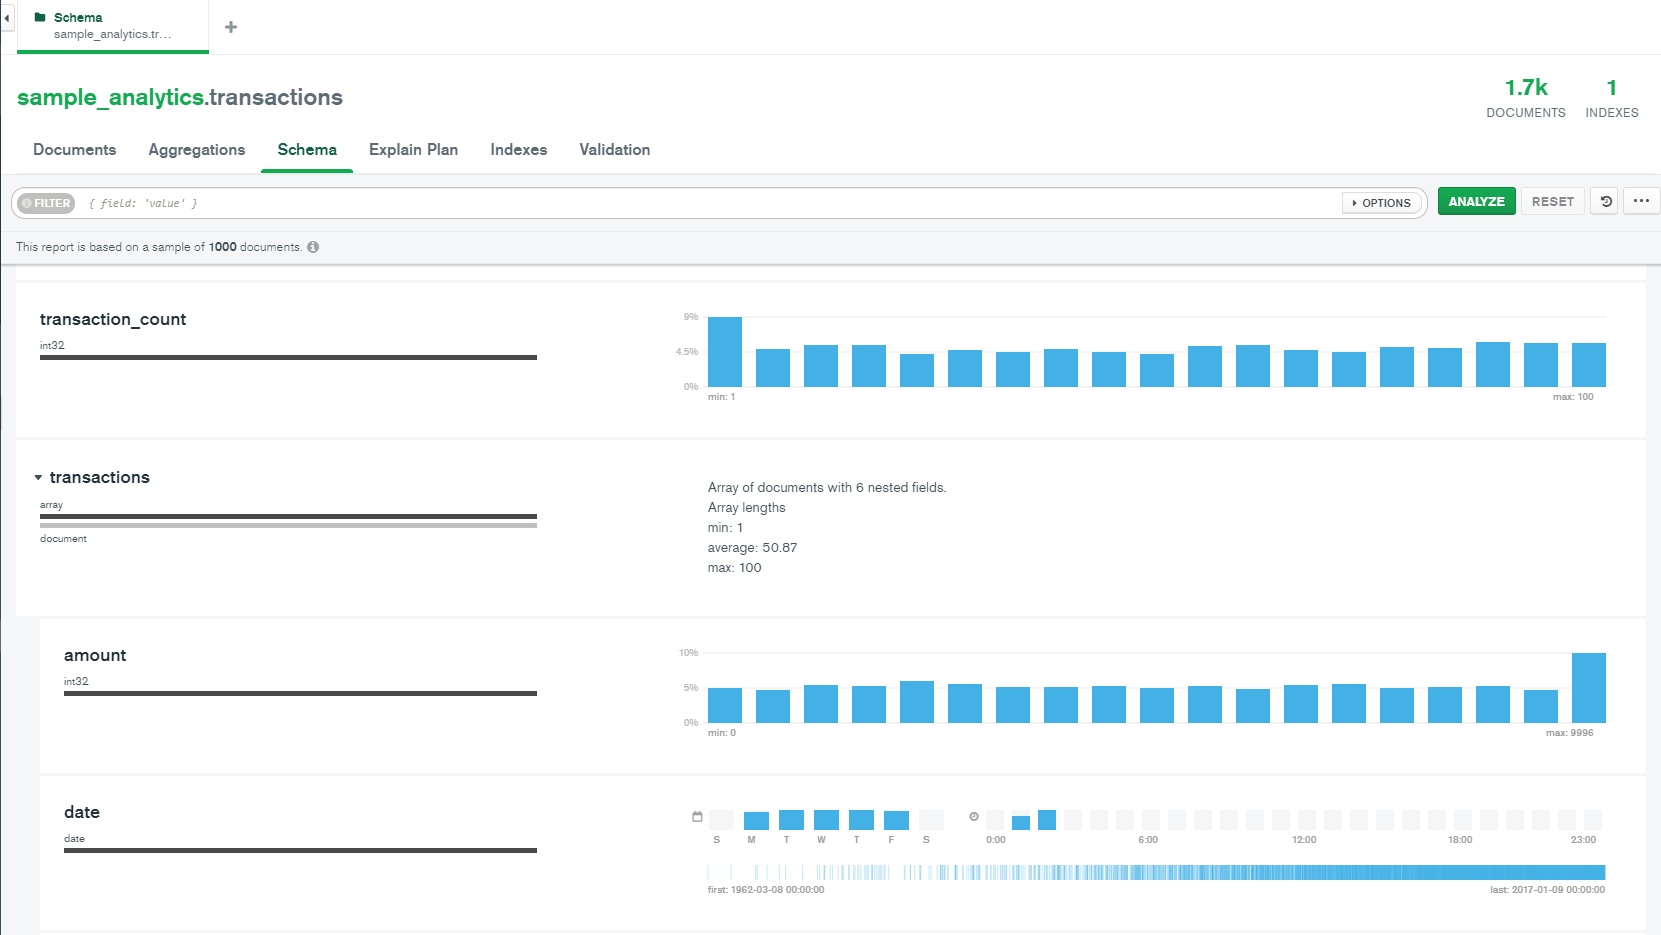 Schema
sample_analytics.tr...
sample_analytics.transactions
1.7k
DOCUMENTS
1
INDEXES
Documents
Aggregations
Schema
Explain Plan
Indexes
Validation
FILTER
{ field: 'value' }
OPTIONS
ANALYZE
RESET
This report is based on a sample of 1000 documents.
transaction_count
int32
9%
4.5%
0%
min: 1
max: 100
transactions
array
document
Array of documents with 6 nested fields.
Array lengths
min: 1
average: 50.87
max: 100
amount
int32
10%
5%
0%
min: 0
max: 9996
date
date
S M T W T F S
0:00 6:00 12:00 18:00 23:00
first: 1962-03-08 00:00:00
last: 2017-01-09 00:00:00